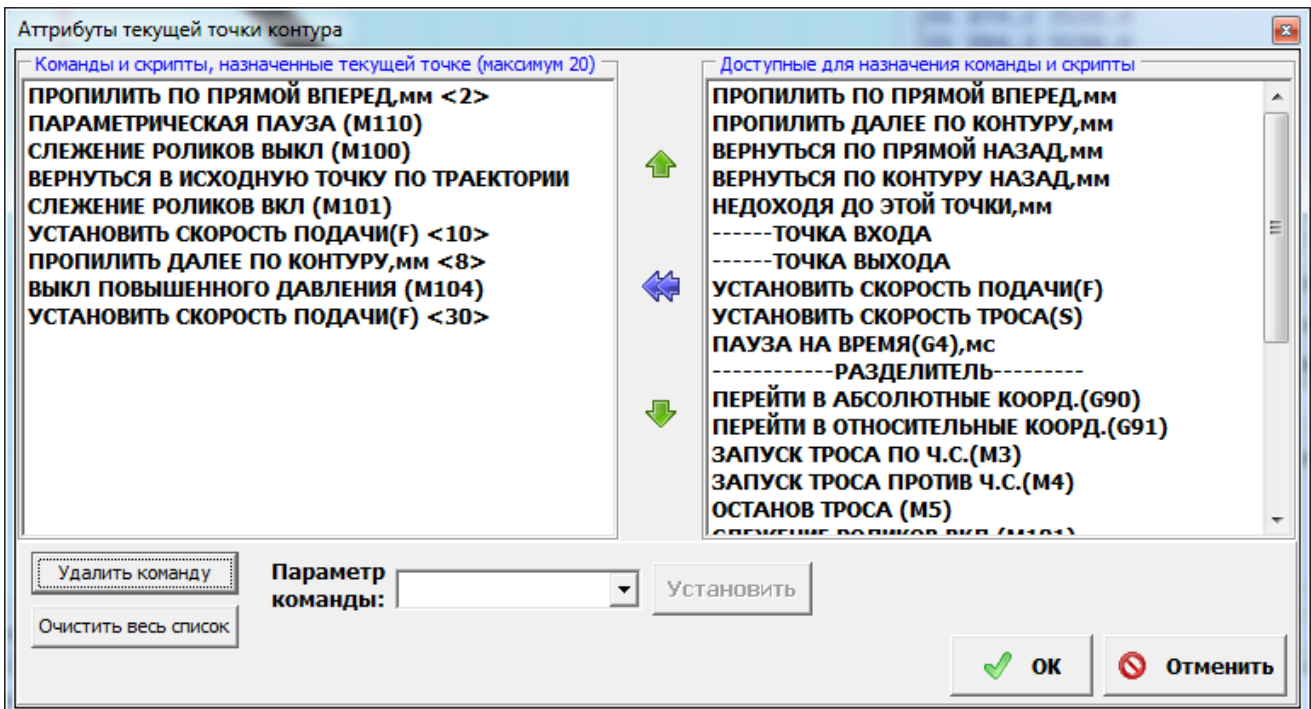 Аттрибуты текущей точки контура
Команды и скрипты, назначенные текущей точке (максимум 20)
ПРОПИЛИТЬ ПО ПРЯМОЙ ВПЕРЕД,мм <2>
ПАРАМЕТРИЧЕСКАЯ ПАУЗА (M110)
СЛЕЖЕНИЕ РОЛИКОВ ВЫКЛ (M100)
ВЕРНУТЬСЯ В ИСХОДНУЮ ТОЧКУ ПО ТРАЕКТОРИИ
СЛЕЖЕНИЕ РОЛИКОВ ВКЛ (M101)
УСТАНОВИТЬ СКОРОСТЬ ПОДАЧИ(F) <10>
ПРОПИЛИТЬ ДАЛЕЕ ПО КОНТУРУ,мм <8>
ВЫКЛ ПОВЫШЕННОГО ДАВЛЕНИЯ (M104)
УСТАНОВИТЬ СКОРОСТЬ ПОДАЧИ(F) <30>
Доступные для назначения команды и скрипты
ПРОПИЛИТЬ ПО ПРЯМОЙ ВПЕРЕД,мм
ПРОПИЛИТЬ ДАЛЕЕ ПО КОНТУРУ,мм
ВЕРНУТЬСЯ ПО ПРЯМОЙ НАЗАД,мм
ВЕРНУТЬСЯ ПО КОНТУРУ НАЗАД,мм
НЕДОХОДЯ ДО ЭТОЙ ТОЧКИ,мм
------ТОЧКА ВХОДА
------ТОЧКА ВЫХОДА
УСТАНОВИТЬ СКОРОСТЬ ПОДАЧИ(F)
УСТАНОВИТЬ СКОРОСТЬ ТРОСА(S)
ПАУЗА НА ВРЕМЯ(G4),мс
------------РАЗДЕЛИТЕЛЬ---------
ПЕРЕЙТИ В АБСОЛЮТНЫЕ КООРД.(G90)
ПЕРЕЙТИ В ОТНОСИТЕЛЬНЫЕ КООРД.(G91)
ЗАПУСК ТРОСА ПО Ч.С.(M3)
ЗАПУСК ТРОСА ПРОТИВ Ч.С.(M4)
ОСТАНОВ ТРОСА (M5)
СЛЕЖЕНИЕ РОЛИКОВ ВКЛ (M101)
Удалить команду
Очистить весь список
Параметр
команды:
Установить
ОК
Отменить